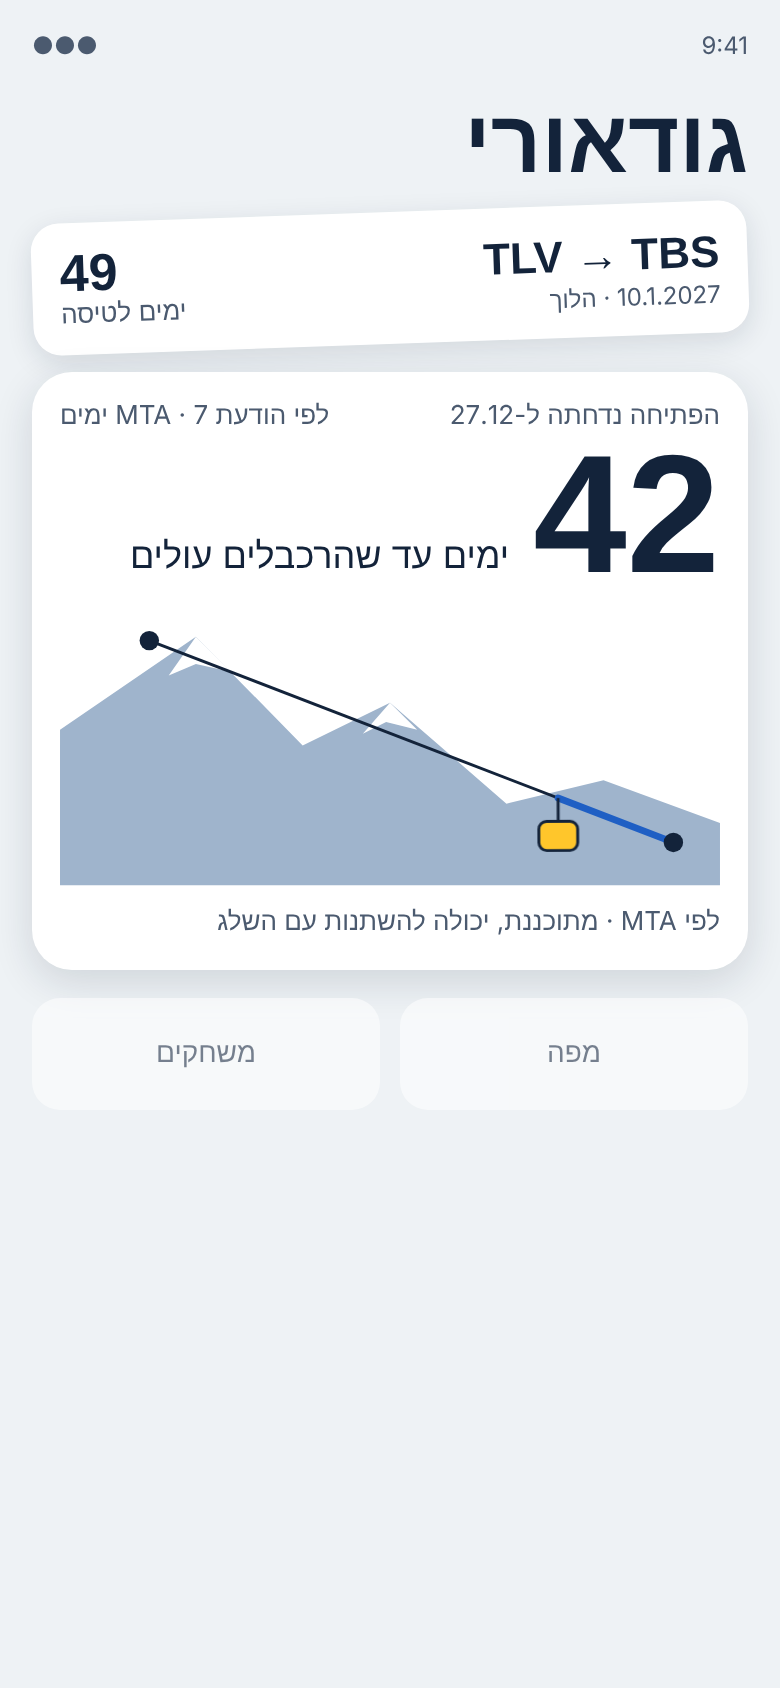 9:41
גודאורי
TLV → TBS
10.1.2027 · הלוך
49
ימים לטיסה
הפתיחה נדחתה ל-27.12
לפי הודעת MTA · 7 ימים
42
ימים עד שהרכבלים עולים
לפי MTA · מתוכננת, יכולה להשתנות עם השלג
מפה
משחקים